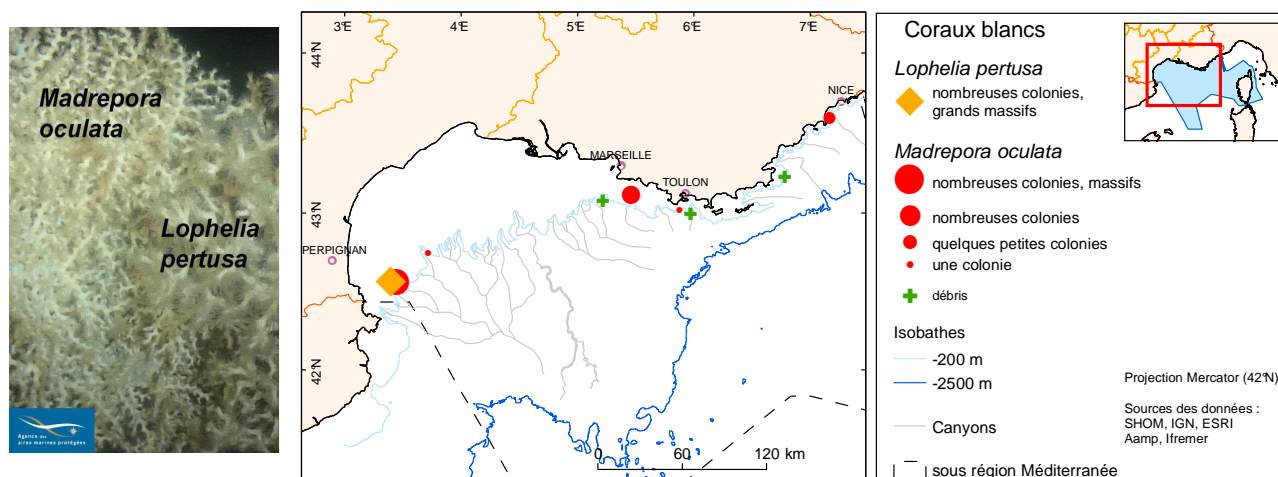 Madrepora
oculata
Lophelia
pertusa
Agence des
aires marines protégées
3°E
4°E
5°E
6°E
7°E
44°N
43°N
42°N
NICE
MARSEILLE
TOULON
PERPIGNAN
0 60 120 km
Coraux blancs
Lophelia pertusa
nombreuses colonies,
grands massifs
Madrepora oculata
nombreuses colonies, massifs
nombreuses colonies
quelques petites colonies
une colonie
débris
Isobathes
-200 m
-2500 m
Canyons
sous région Méditerranée
Projection Mercator (42°N)
Sources des données :
SHOM, IGN, ESRI
Aamp, Ifremer